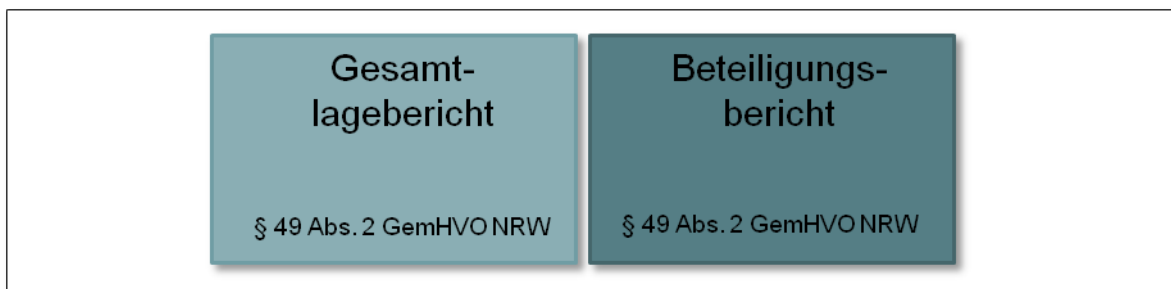 Gesamt-
lagebericht
§ 49 Abs. 2 GemHVO NRW
Beteiligungs-
bericht
§ 49 Abs. 2 GemHVO NRW